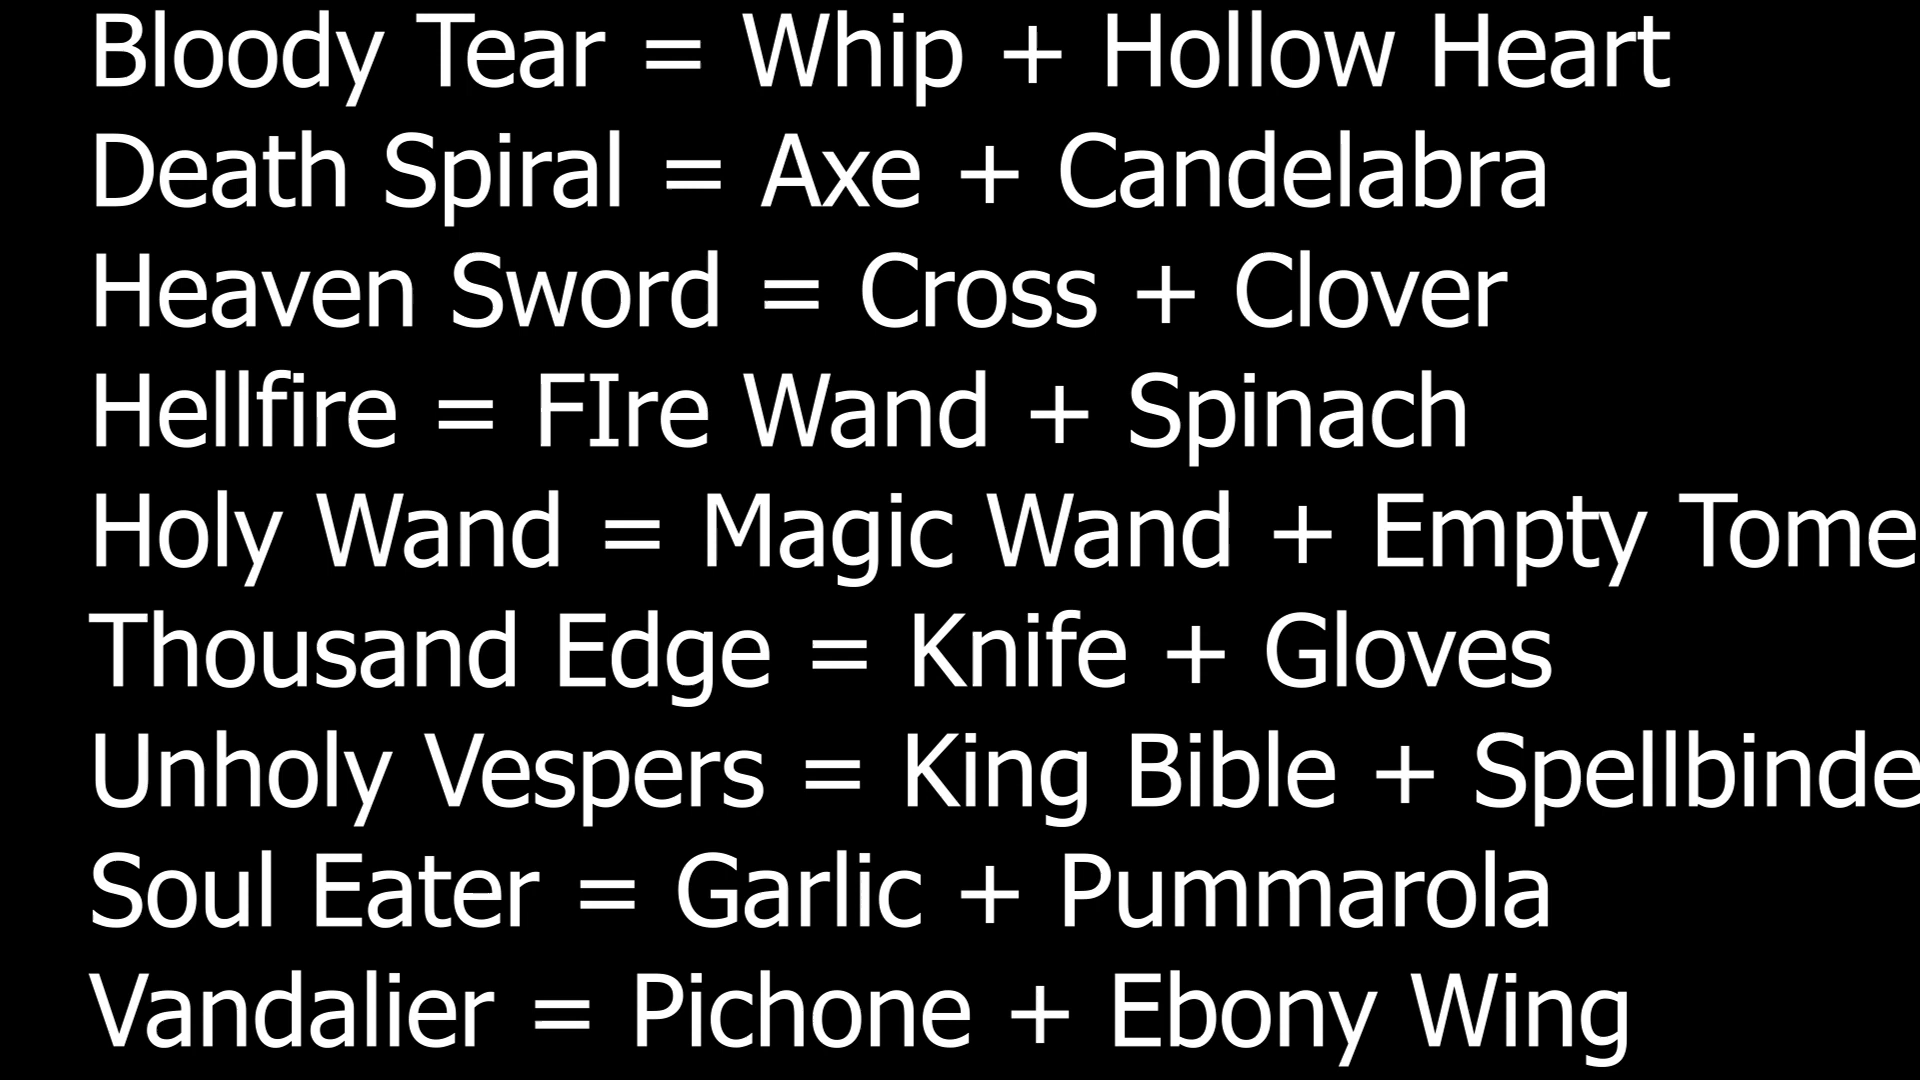 Bloody Tear = Whip + Hollow Heart
Death Spiral = Axe + Candelabra
Heaven Sword = Cross + Clover
Hellfire = FIre Wand + Spinach
Holy Wand = Magic Wand + Empty Tome
Thousand Edge = Knife + Gloves
Unholy Vespers = King Bible + Spellbinde
Soul Eater = Garlic + Pummarola
Vandalier = Pichone + Ebony Wing